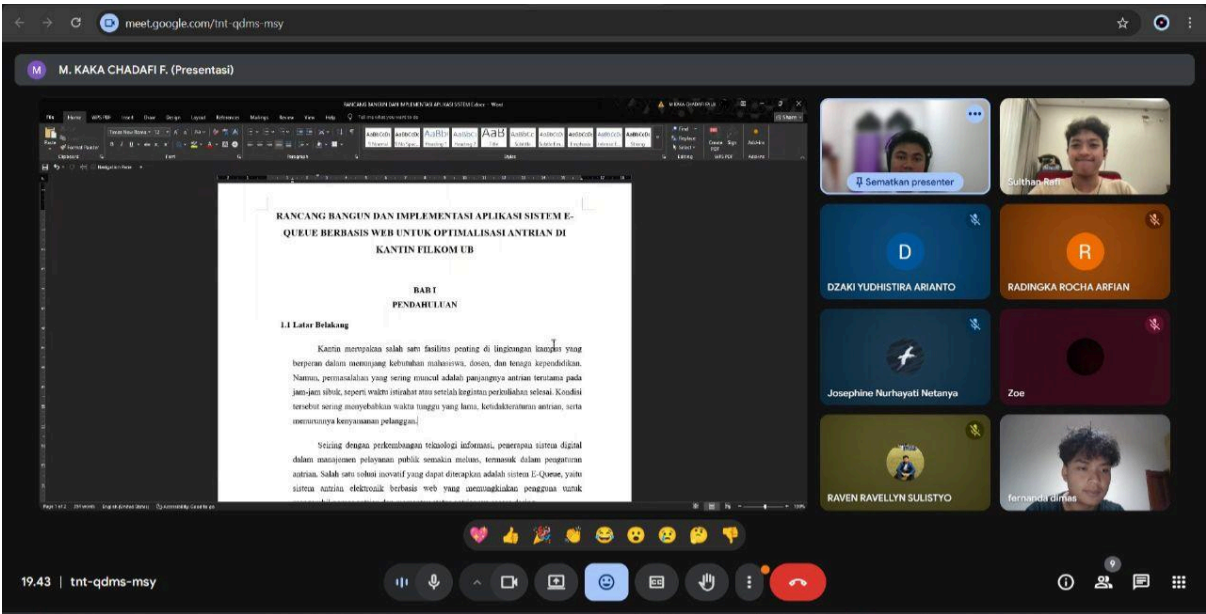 meet.google.com/tnt-qdms-msy
M
M. KAKA CHADAFI F. (Presentasi)
RANCANG BANGUN DAN IMPLEMENTASI APLIKASI SISTEM E-
QUEUE BERBASIS WEB UNTUK OPTIMALISASI ANTRIAN DI
KANTIN FILKOM UB
BAB I
PENDAHULUAN
1.1 Latar Belakang
Kantin merupakan salah satu fasilitas penting di lingkungan kampus yang
berperan dalam menunjang kebutuhan mahasiswa, dosen, dan tenaga kependidikan.
Namun, permasalahan yang sering muncul adalah panjangnya antrian terutama pada
jam-jam sibuk, seperti waktu istirahat atau setelah kegiatan perkuliahan selesai. Kondisi
tersebut sering menyebabkan waktu tunggu yang lama, ketidakteraturan antrian, serta
menurunnya kenyamanan pelanggan.
Seiring dengan perkembangan teknologi informasi, penerapan sistem digital
dalam manajemen pelayanan publik semakin meluas, termasuk dalam pengaturan
antrian. Salah satu solusi inovatif yang dapat diterapkan adalah sistem E-Queue, yaitu
sistem antrian elektronik berbasis web yang memungkinkan pengguna untuk
Sematkan presenter
Sulthan Rafi
D
DZAKI YUDHISTIRA ARIANTO
R
RADINGKA ROCHA ARFIAN
Josephine Nurhayati Netanya
Zoe
RAVEN RAVELLYN SULISTYO
fernanda dimas
19.43 | tnt-qdms-msy
9